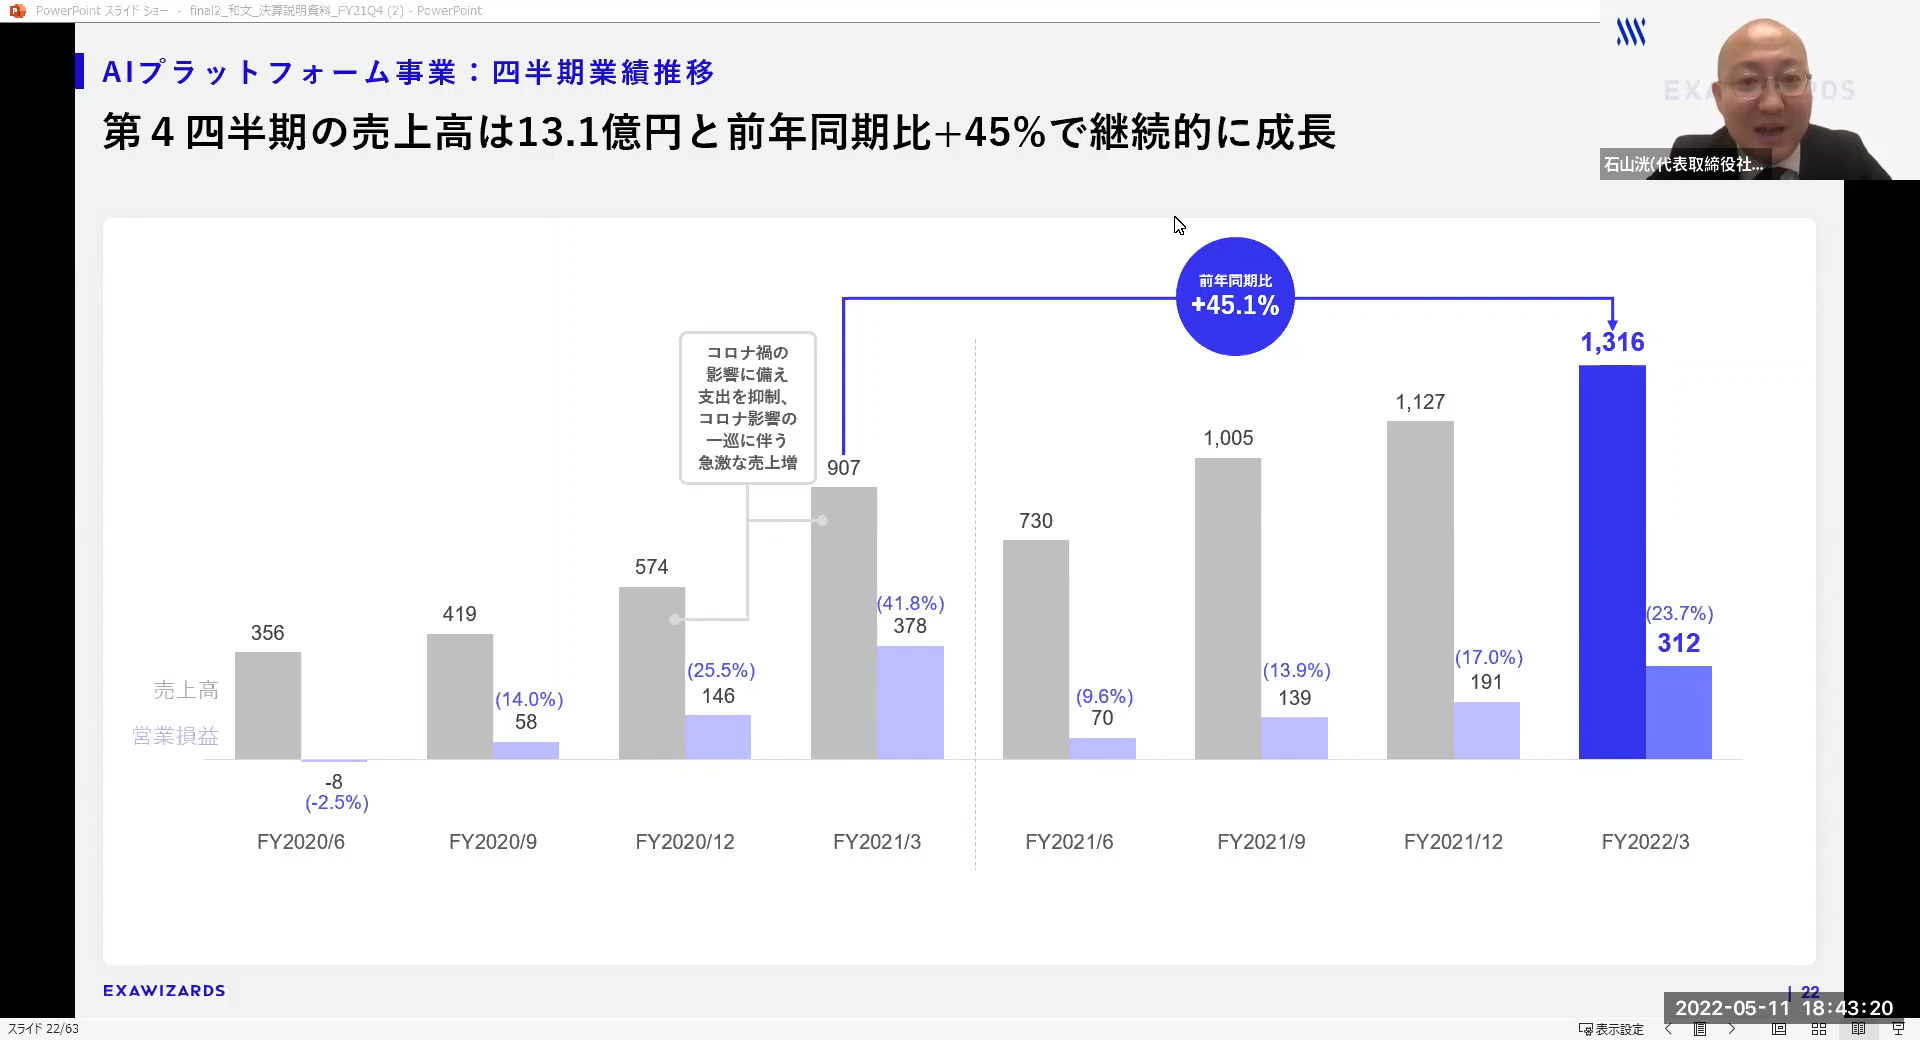 PowerPoint スライド ショー - final2_和文_決算説明資料_FY21Q4 (2) - PowerPoint
AIプラットフォーム事業：四半期業績推移
第４四半期の売上高は13.1億円と前年同期比+45%で継続的に成長
EXAWIZARDS
石山洸(代表取締役社...
前年同期比
+45.1%
コロナ禍の
影響に備え
支出を抑制、
コロナ影響の
一巡に伴う
急激な売上増
売上高
営業損益
356
-8
(-2.5%)
419
(14.0%)
58
574
(25.5%)
146
907
(41.8%)
378
730
(9.6%)
70
1,005
(13.9%)
139
1,127
(17.0%)
191
1,316
(23.7%)
312
FY2020/6 FY2020/9 FY2020/12 FY2021/3 FY2021/6 FY2021/9 FY2021/12 FY2022/3
EXAWIZARDS
| 22
2022-05-11 18:43:20
スライド 22/63
表示設定